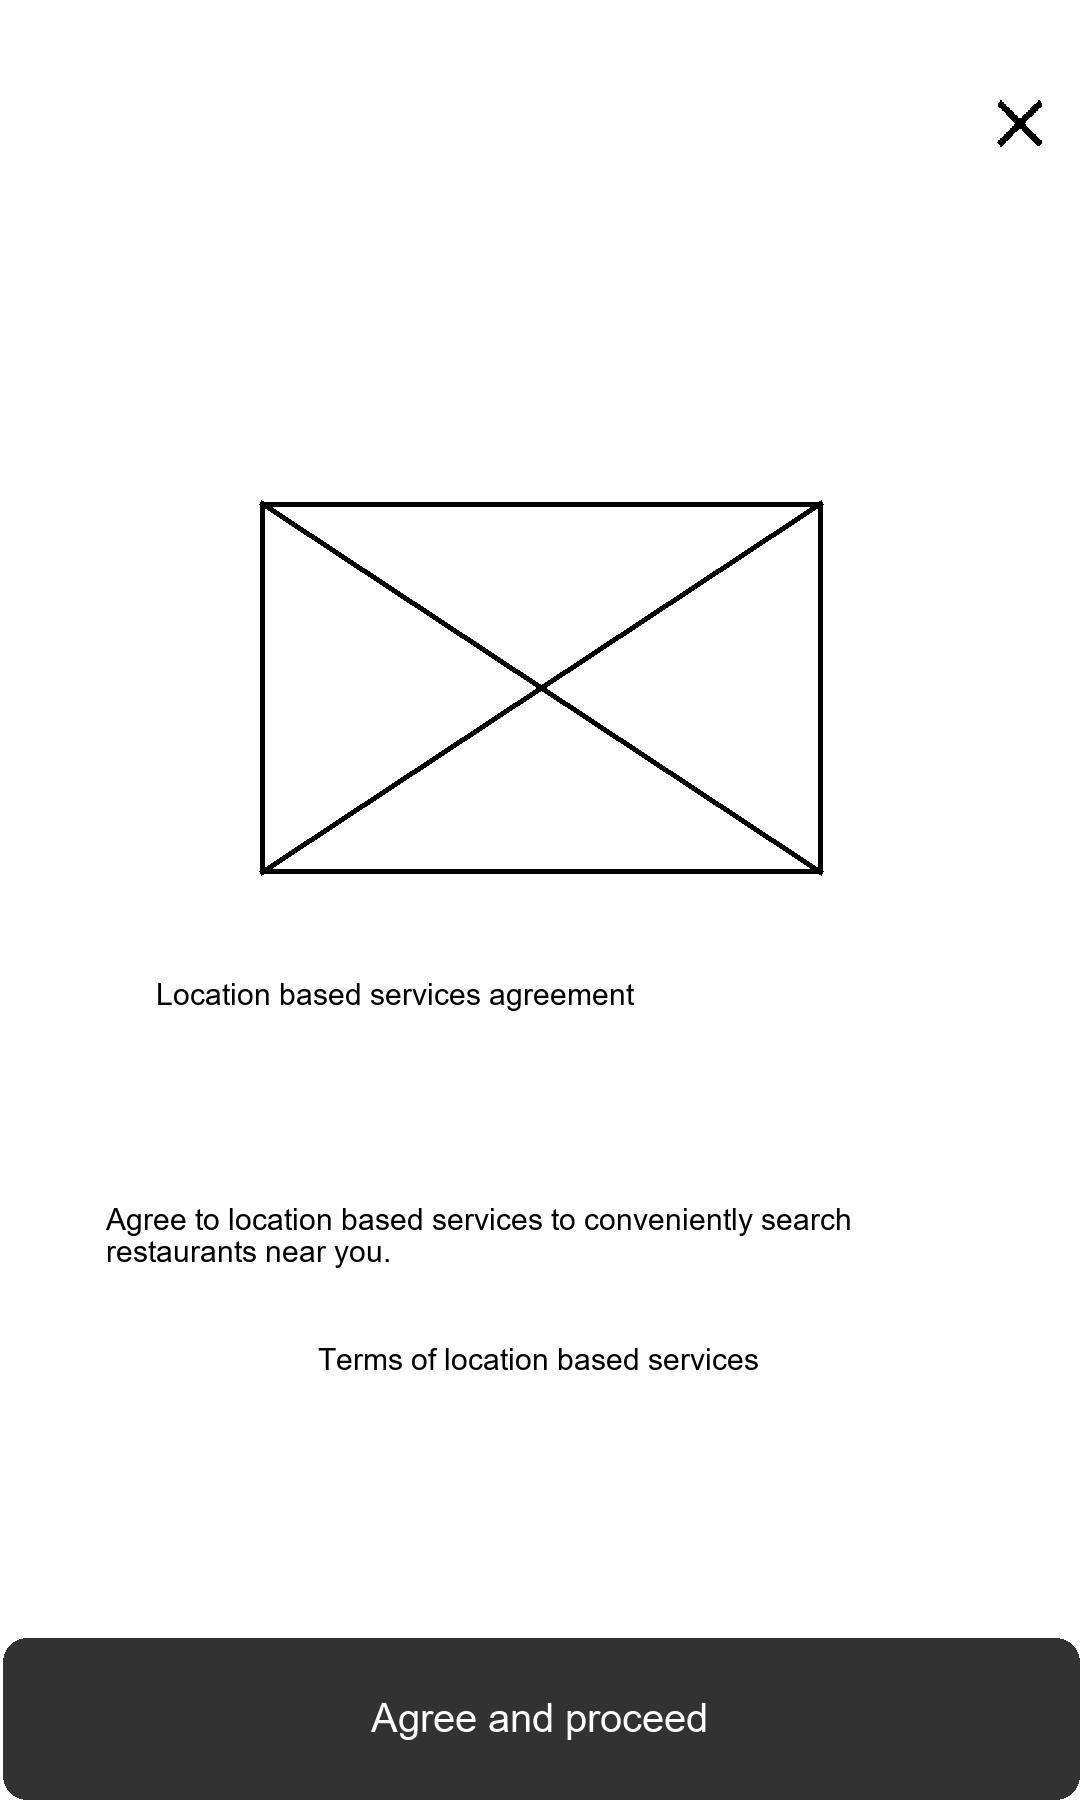 Location based services agreement
Agree to location based services to conveniently search
restaurants near you.
Terms of location based services
Agree and proceed